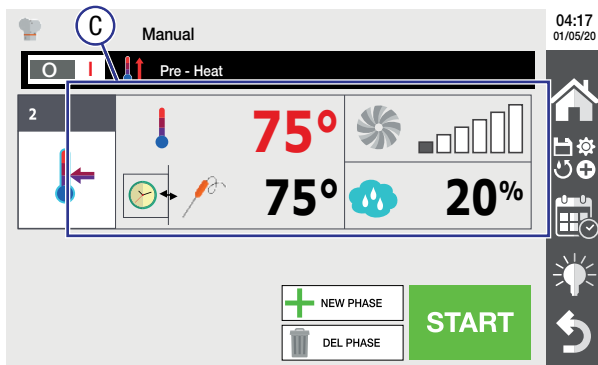 C
Manual
04:17
01/05/20
O I Pre - Heat
2
75°
75°
20%
NEW PHASE
DEL PHASE
START